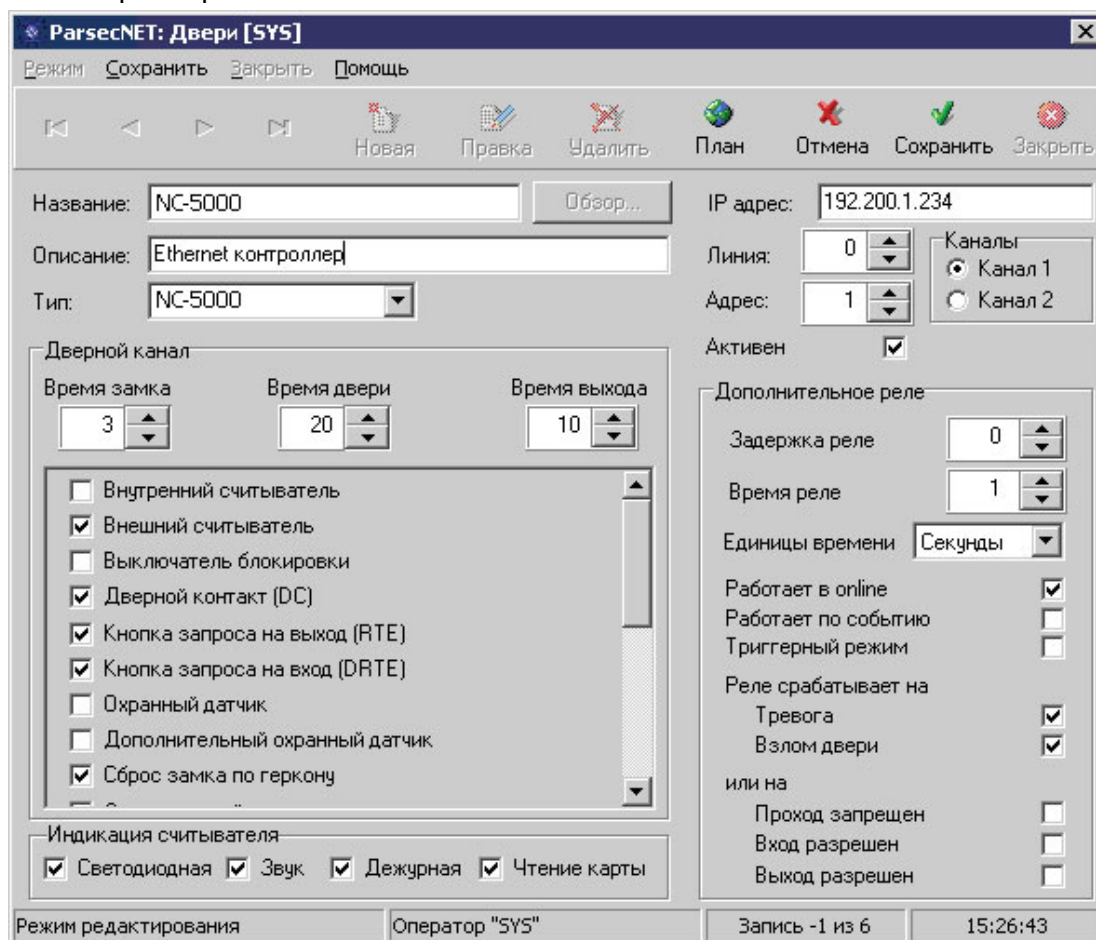 ParsecNET: Двери [SYS]
Режим Сохранить Закрыть Помощь
Новая Правка Удалить План Отмена Сохранить Закрыть
Название: NC-5000 Обзор... IP адрес: 192.200.1.234
Описание: Ethernet контроллер Линия: 0 Каналы
Канал 1
Тип: NC-5000 Адрес: 1 Канал 2
Активен
Дверной канал
Время замка Время двери Время выхода
3 20 10
Внутренний считыватель
Внешний считыватель
Выключатель блокировки
Дверной контакт (DC)
Кнопка запроса на выход (RTE)
Кнопка запроса на вход (DRTE)
Охранный датчик
Дополнительный охранный датчик
Сброс замка по геркону
Индикация считывателя
Светодиодная Звук Дежурная Чтение карты
Дополнительное реле
Задержка реле 0
Время реле 1
Единицы времени Секунды
Работает в online
Работает по событию
Триггерный режим
Реле срабатывает на
Тревога
Взлом двери
или на
Проход запрещен
Вход разрешен
Выход разрешен
Режим редактирования Оператор "SYS" Запись -1 из 6 15:26:43